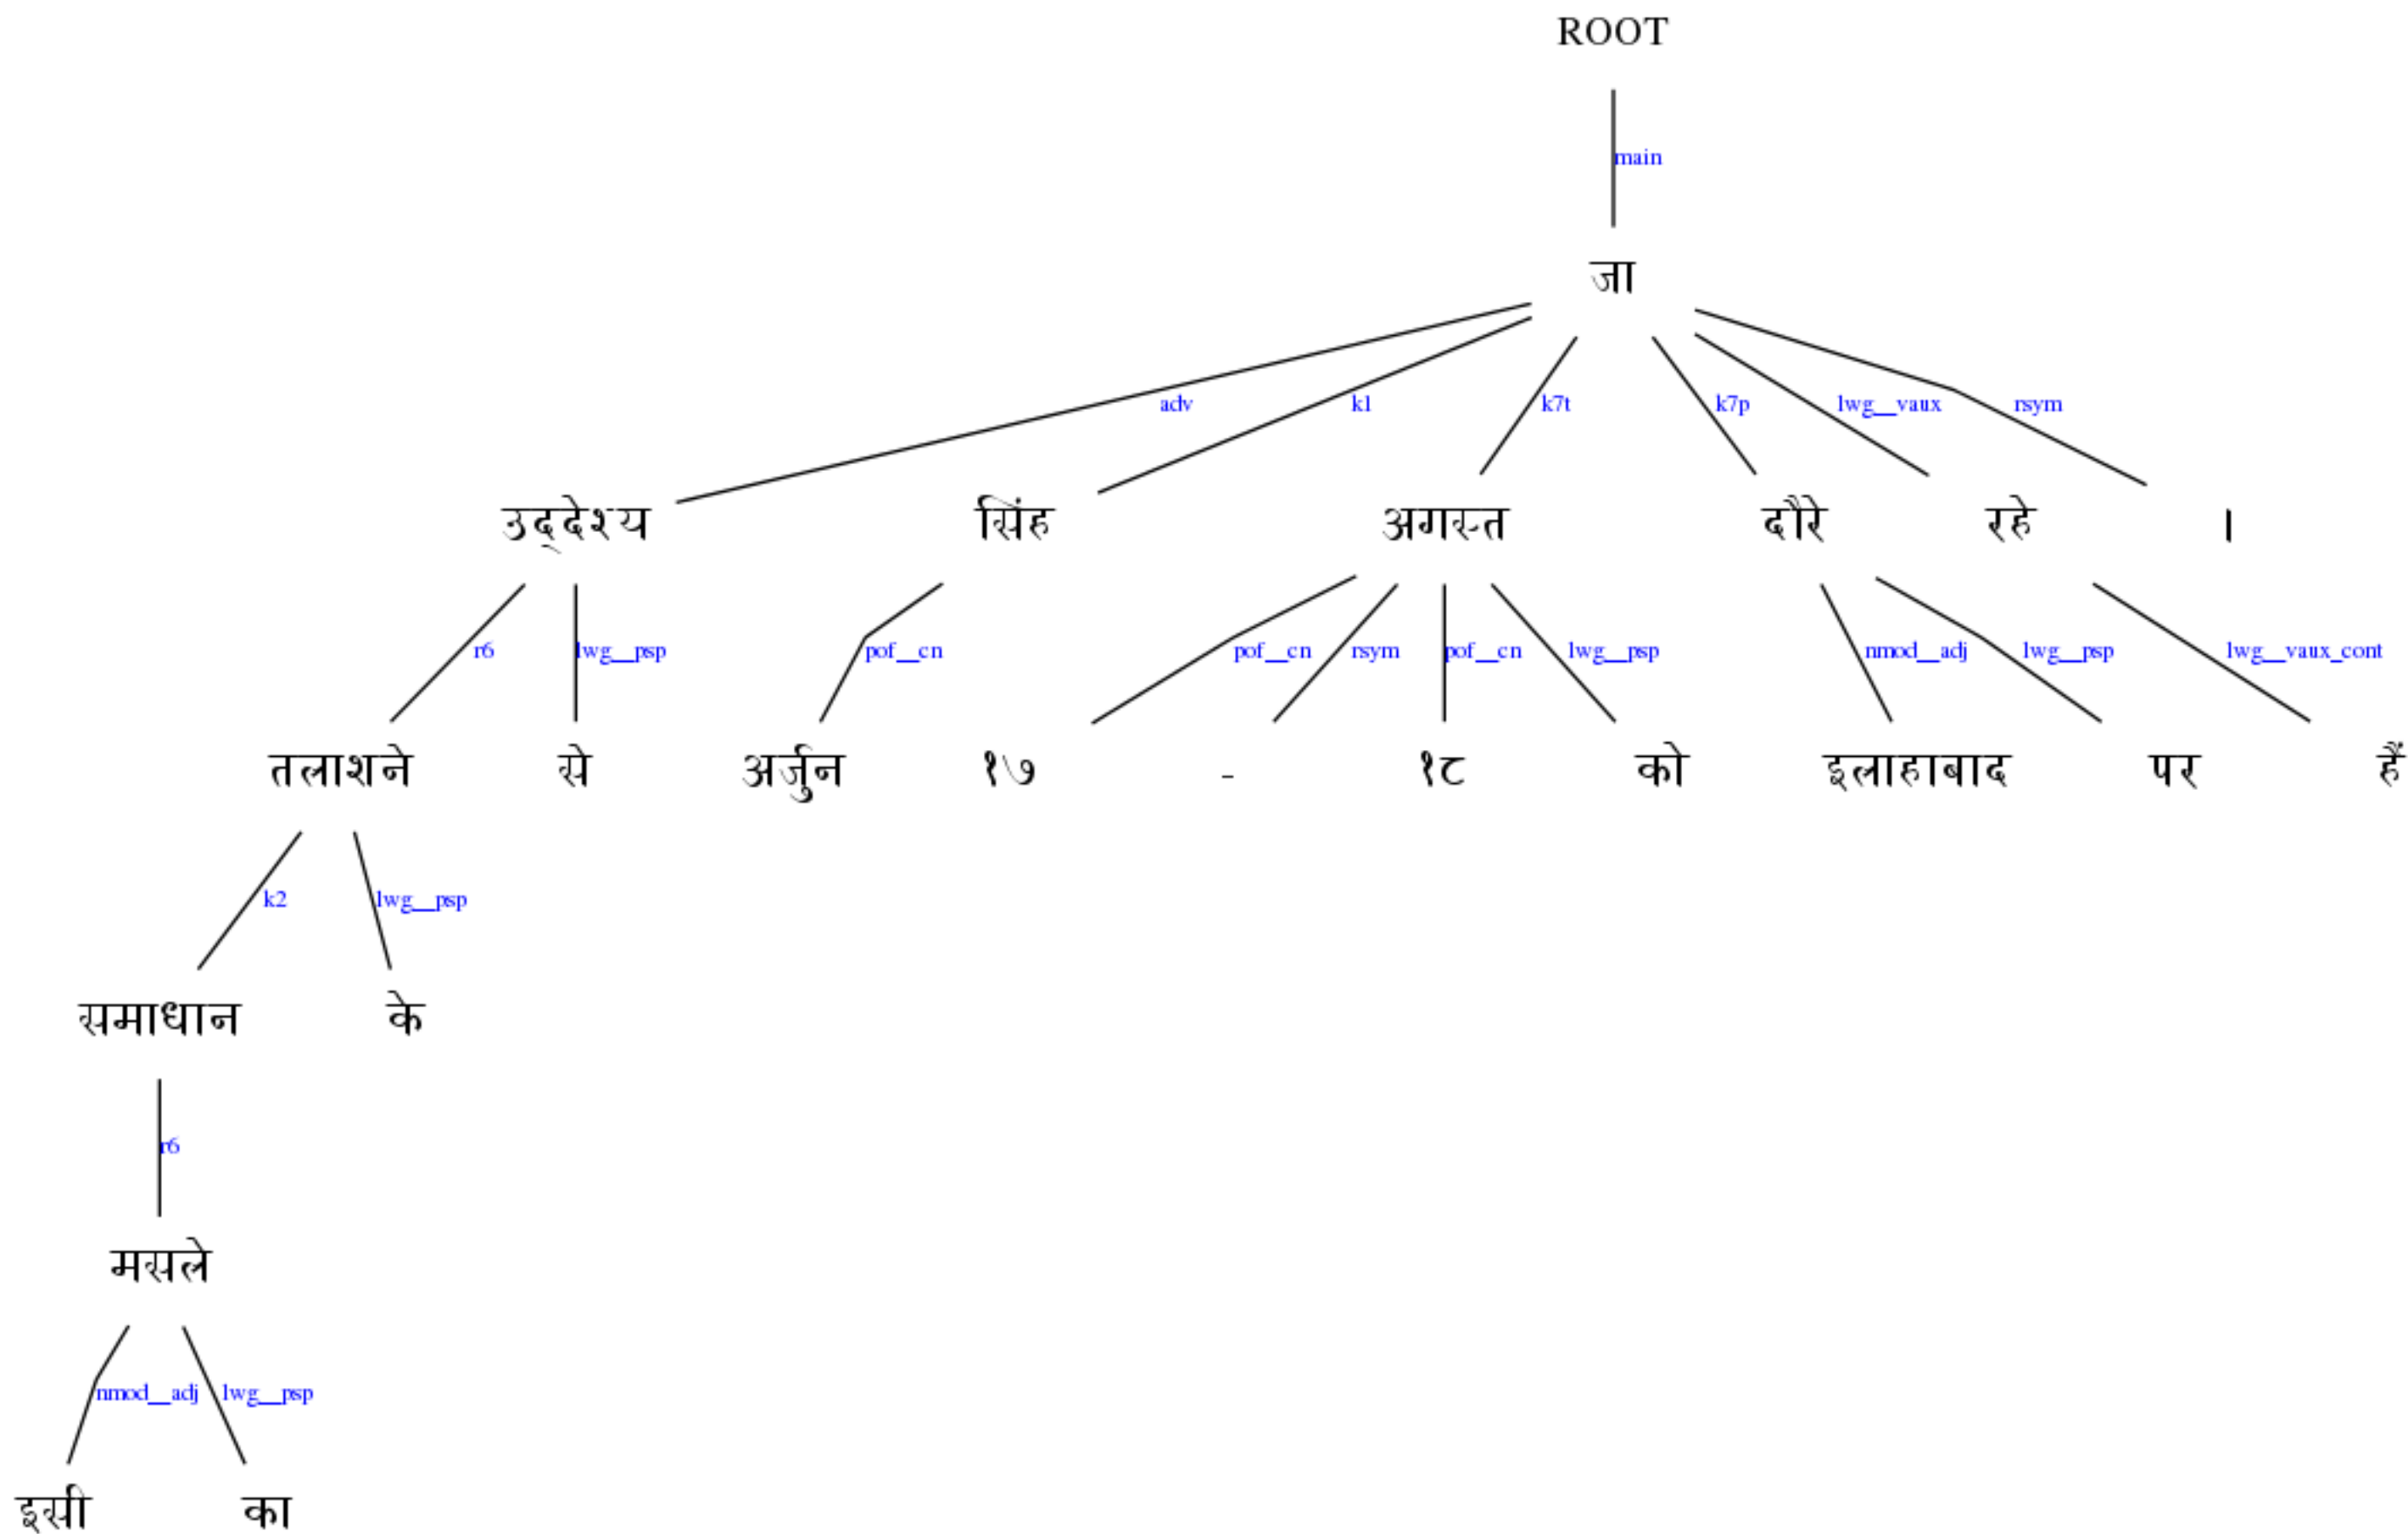 ROOT
main
जा
adv k1 k7t k7p lwg__vaux rsym
उद्देश्य सिंह अगस्त दौरे रहे ।
r6 lwg__psp pof__cn pof__cn rsym pof__cn lwg__psp nmod__adj lwg__psp lwg__vaux_cont
तलाशने से अर्जुन १७ - १८ को इलाहाबाद पर हैं
k2 lwg__psp
समाधान के
r6
मसले
nmod__adj lwg__psp
इसी का